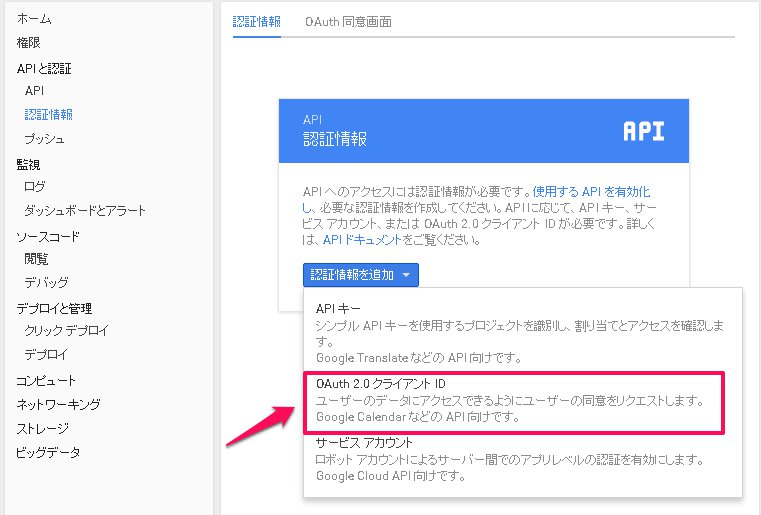 ホーム
権限
APIと認証
API
認証情報
プッシュ
監視
ログ
ダッシュボードとアラート
ソースコード
閲覧
デバッグ
デプロイと管理
クリック デプロイ
デプロイ
コンピュート
ネットワーキング
ストレージ
ビッグデータ
認証情報
OAuth 同意画面
API
認証情報
API
API へのアクセスには認証情報が必要です。使用する API を有効化
し、必要な認証情報を作成してください。APIに応じて、API キー、サー
ビス アカウント、または OAuth 2.0 クライアント ID が必要です。詳しく
は、API ドキュメントをご覧ください。
認証情報を追加
API キー
シンプル API キーを使用するプロジェクトを識別し、割り当てとアクセスを確認しま
す。
Google Translate などの API 向けです。
OAuth 2.0 クライアント ID
ユーザーのデータにアクセスできるようにユーザーの同意をリクエストします。
Google Calendar などの API 向けです。
サービス アカウント
ロボット アカウントによるサーバー間でのアプリレベルの認証を有効にします。
Google Cloud API 向けです。